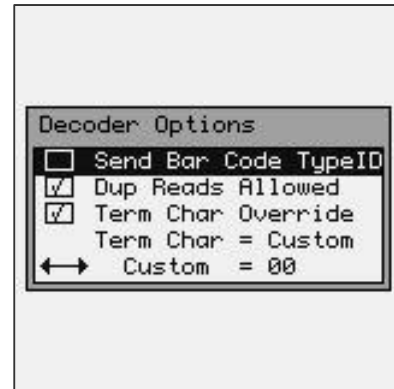 Decoder Options
Send Bar Code TypeID
Dup Reads Allowed
Term Char Override
Term Char = Custom
Custom = 00